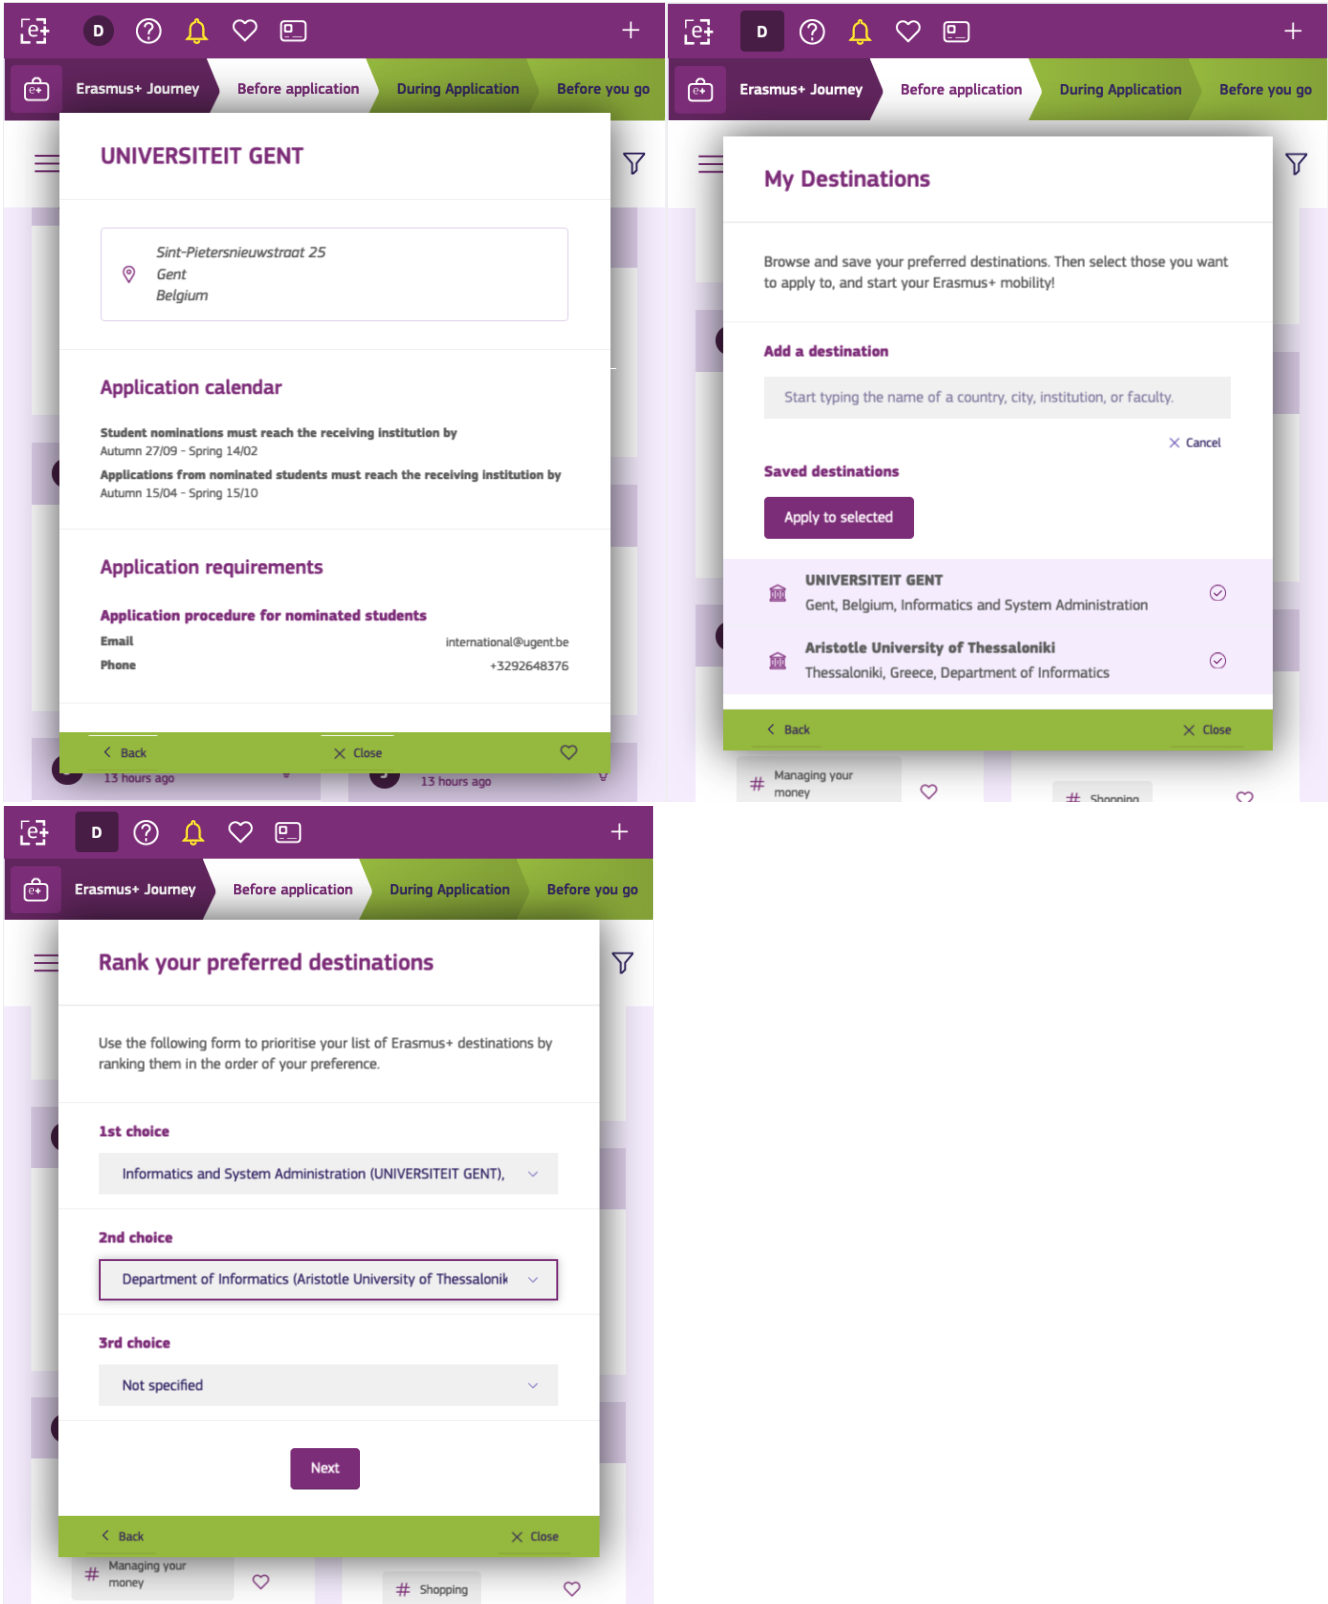 e+
D
e+
Erasmus+ Journey
Before application
During Application
Before you go
UNIVERSITEIT GENT
Sint-Pietersnieuwstraat 25
Gent
Belgium
Application calendar
Student nominations must reach the receiving institution by
Autumn 27/09 - Spring 14/02
Applications from nominated students must reach the receiving institution by
Autumn 15/04 - Spring 15/10
Application requirements
Application procedure for nominated students
Email international@ugent.be
Phone +3292648376
Back
Close
13 hours ago
13 hours ago
e+
D
e+
Erasmus+ Journey
Before application
During Application
Before you go
My Destinations
Browse and save your preferred destinations. Then select those you want
to apply to, and start your Erasmus+ mobility!
Add a destination
Start typing the name of a country, city, institution, or faculty.
Cancel
Saved destinations
Apply to selected
UNIVERSITEIT GENT
Gent, Belgium, Informatics and System Administration
Aristotle University of Thessaloniki
Thessaloniki, Greece, Department of Informatics
Back
Close
# Managing your
money
# Shopping
e+
D
e+
Erasmus+ Journey
Before application
During Application
Before you go
Rank your preferred destinations
Use the following form to prioritise your list of Erasmus+ destinations by
ranking them in the order of your preference.
1st choice
Informatics and System Administration (UNIVERSITEIT GENT),
2nd choice
Department of Informatics (Aristotle University of Thessalonik
3rd choice
Not specified
Next
Back
Close
# Managing your
money
# Shopping